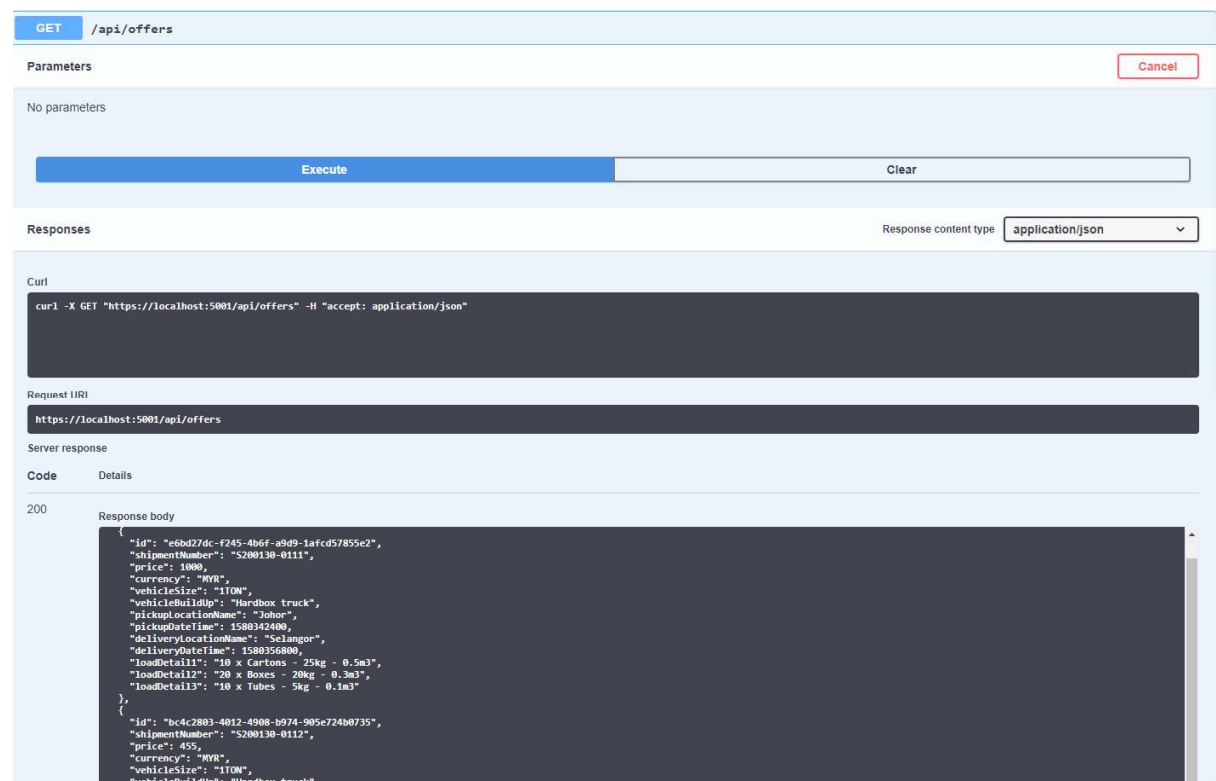 GET /api/offers
Parameters
Cancel
No parameters
Execute
Clear
Responses
Response content type
application/json
Curl
curl -X GET "https://localhost:5001/api/offers" -H "accept: application/json"
Request URL
https://localhost:5001/api/offers
Server response
Code Details
200
Response body
{
"id": "e6bd27dc-f245-4b6f-a9d9-1afcd57855e2",
"shipmentNumber": "S200130-0111",
"price": 1000,
"currency": "MYR",
"vehicleSize": "1TON",
"vehicleBuildUp": "Hardbox truck",
"pickupLocationName": "Johor",
"pickupDateTime": 1580342400,
"deliveryLocationName": "Selangor",
"deliveryDateTime": 1580356800,
"loadDetail1": "10 x Cartons - 25kg - 0.5m3",
"loadDetail2": "20 x Boxes - 20kg - 0.3m3",
"loadDetail3": "10 x Tubes - 5kg - 0.1m3"
},
{
"id": "bc4c2803-4012-4908-b974-905e724b0735",
"shipmentNumber": "S200130-0112",
"price": 455,
"currency": "MYR",
"vehicleSize": "1TON",
"vehicleBuildUp": "Hardbox truck",